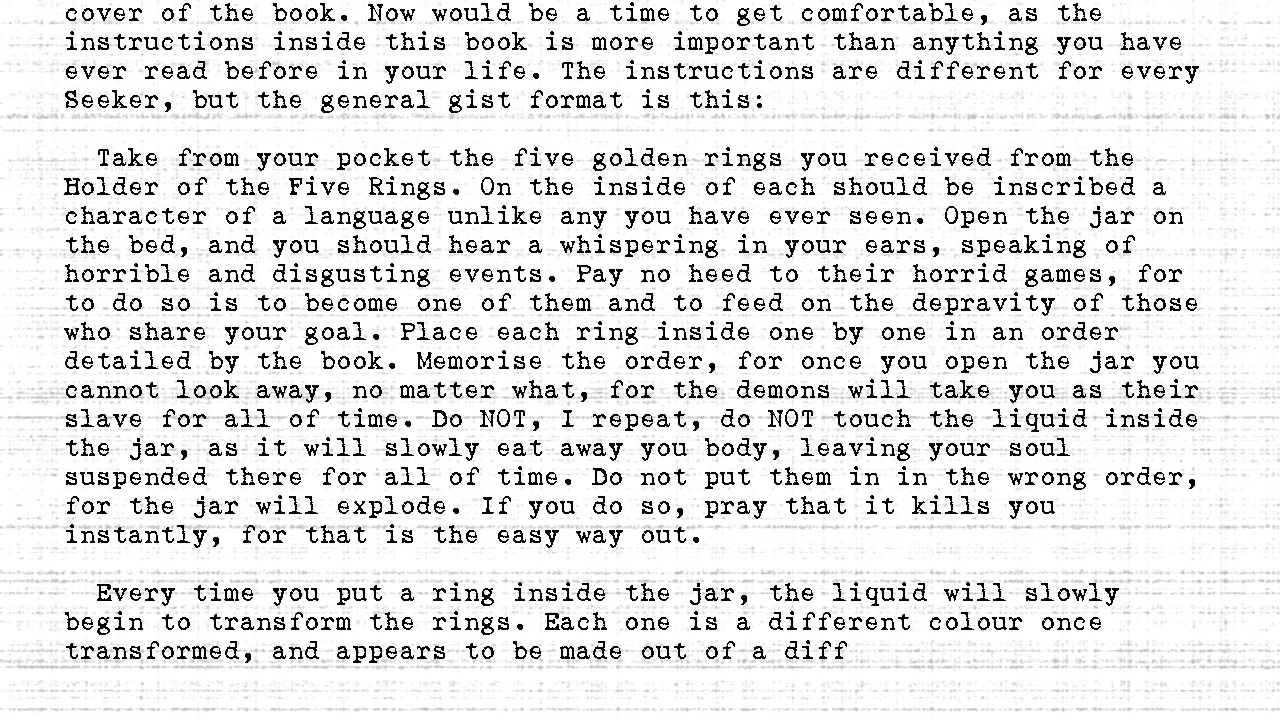 cover of the book. Now would be a time to get comfortable, as the
instructions inside this book is more important than anything you have
ever read before in your life. The instructions are different for every
Seeker, but the general gist format is this:
Take from your pocket the five golden rings you received from the
Holder of the Five Rings. On the inside of each should be inscribed a
character of a language unlike any you have ever seen. Open the jar on
the bed, and you should hear a whispering in your ears, speaking of
horrible and disgusting events. Pay no heed to their horrid games, for
to do so is to become one of them and to feed on the depravity of those
who share your goal. Place each ring inside one by one in an order
detailed by the book. Memorise the order, for once you open the jar you
cannot look away, no matter what, for the demons will take you as their
slave for all of time. Do NOT, I repeat, do NOT touch the liquid inside
the jar, as it will slowly eat away you body, leaving your soul
suspended there for all of time. Do not put them in in the wrong order,
for the jar will explode. If you do so, pray that it kills you
instantly, for that is the easy way out.
Every time you put a ring inside the jar, the liquid will slowly
begin to transform the rings. Each one is a different colour once
transformed, and appears to be made out of a diff